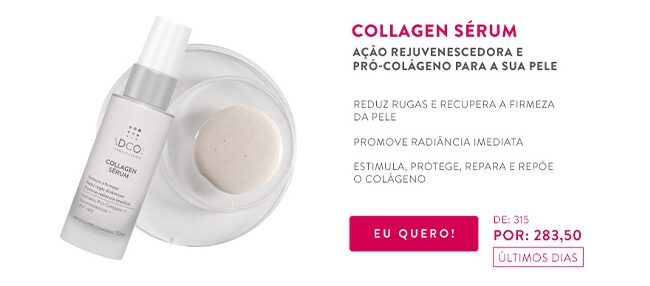 COLLAGEN SÉRUM
AÇÃO REJUVENESCEDORA E
PRÓ-COLÁGENO PARA A SUA PELE
REDUZ RUGAS E RECUPERA A FIRMEZA
DA PELE
PROMOVE RADIÂNCIA IMEDIATA
ESTIMULA, PROTEGE, REPARA E REPÕE
O COLÁGENO
EU QUERO!
DE: 315
POR: 283,50
ÚLTIMOS DIAS
ADCOS
COLLAGEN
SÉRUM